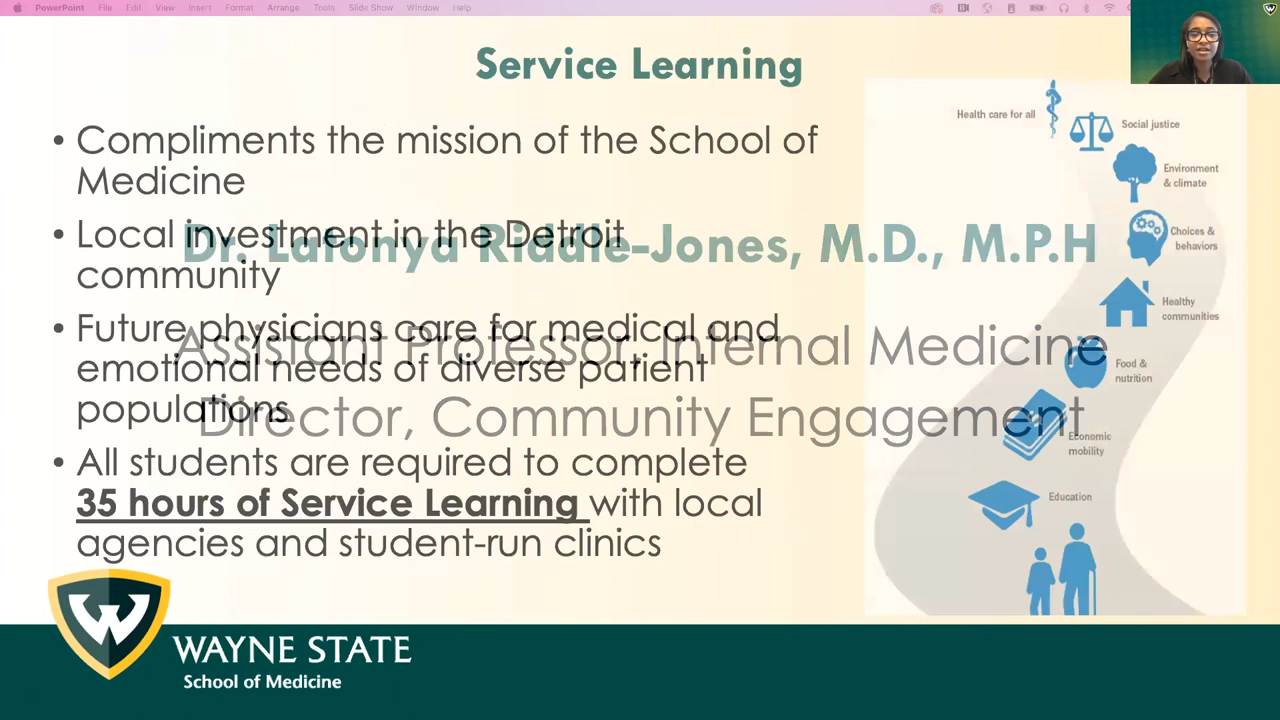 PowerPoint File Edit View Insert Format Arrange Tools Slide Show Window Help
Service Learning
• Compliments the mission of the School of
Medicine
• Local investment in the Detroit
community
• Future physicians care for medical and
emotional needs of diverse patient
populations
• All students are required to complete
35 hours of Service Learning with local
agencies and student-run clinics
Dr. Latonya Riddle-Jones, M.D., M.P.H
Assistant Professor, Internal Medicine
Director, Community Engagement
Health care for all
Social justice
Environment
& climate
Choices &
behaviors
Healthy
communities
Food &
nutrition
Economic
mobility
Education
WAYNE STATE
School of Medicine